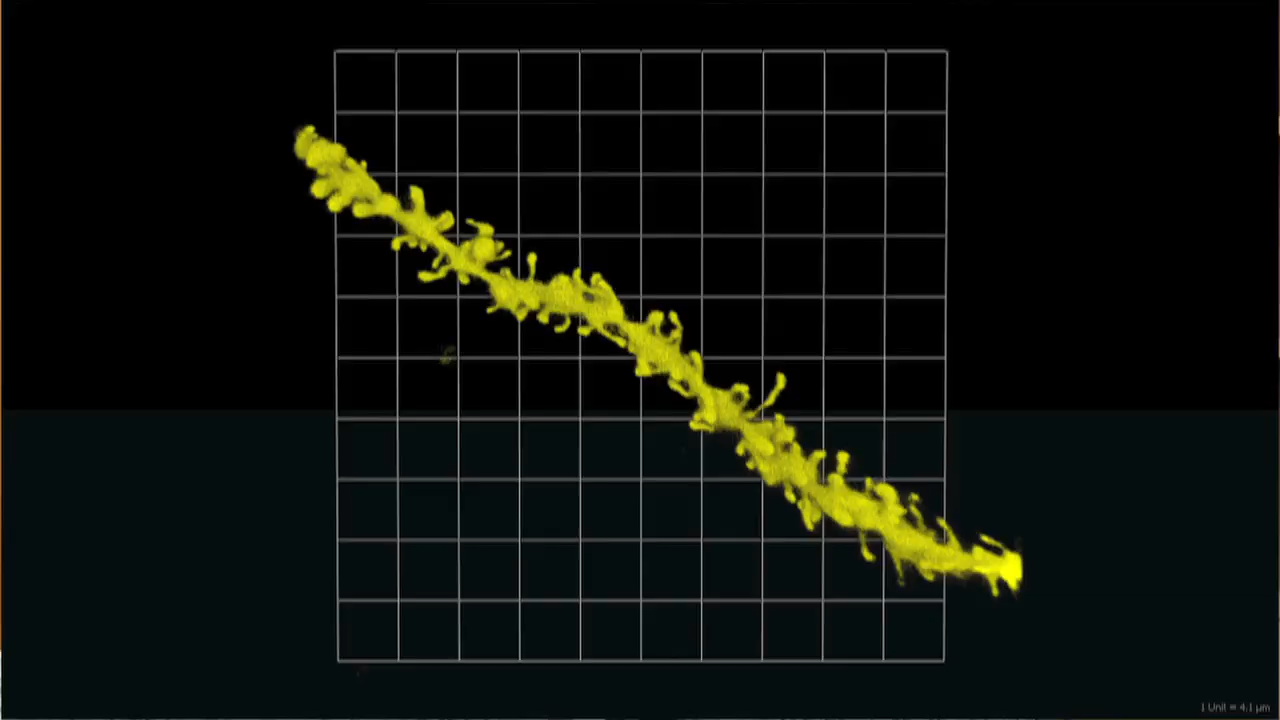 1 Unit = 4.1 µm